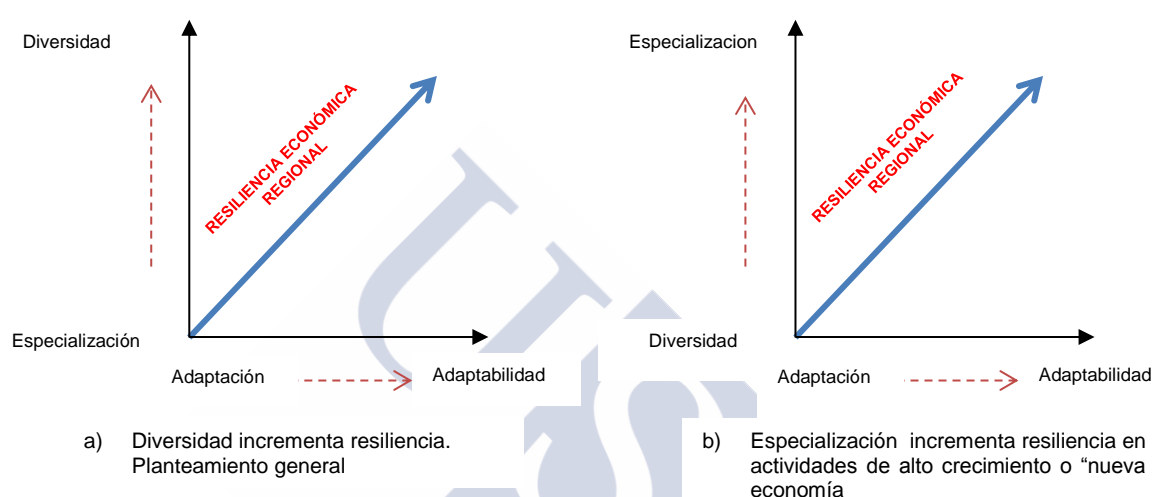 Diversidad
RESILIENCIA ECONÓMICA
REGIONAL
Especialización
Adaptación
Adaptabilidad
a) Diversidad incrementa resiliencia.
Planteamiento general
Especializacion
RESILIENCIA ECONÓMICA
REGIONAL
Diversidad
Adaptación
Adaptabilidad
b) Especialización incrementa resiliencia en
actividades de alto crecimiento o “nueva
economía